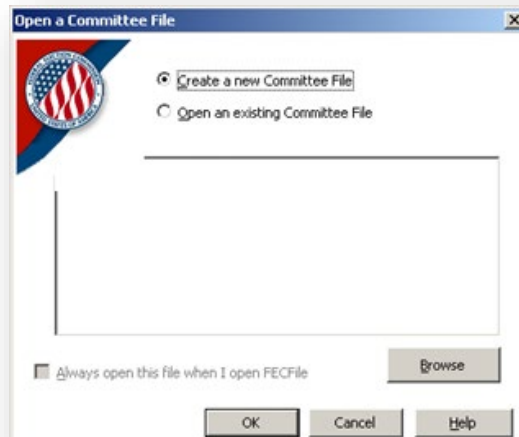 Open a Committee File
Create a new Committee File
Open an existing Committee File
Always open this file when I open FECFile
Browse
OK
Cancel
Help